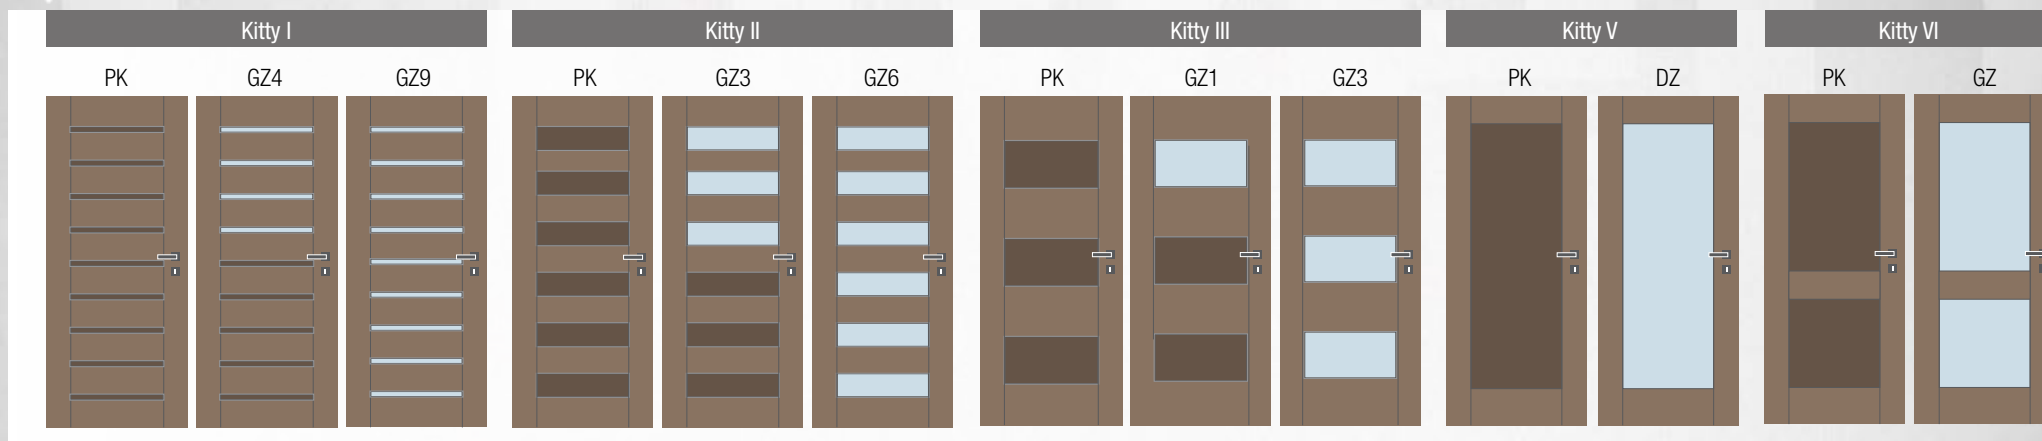 Kitty I
Kitty II
Kitty III
Kitty V
Kitty VI
PK
GZ4
GZ9
PK
GZ3
GZ6
PK
GZ1
GZ3
PK
DZ
PK
GZ